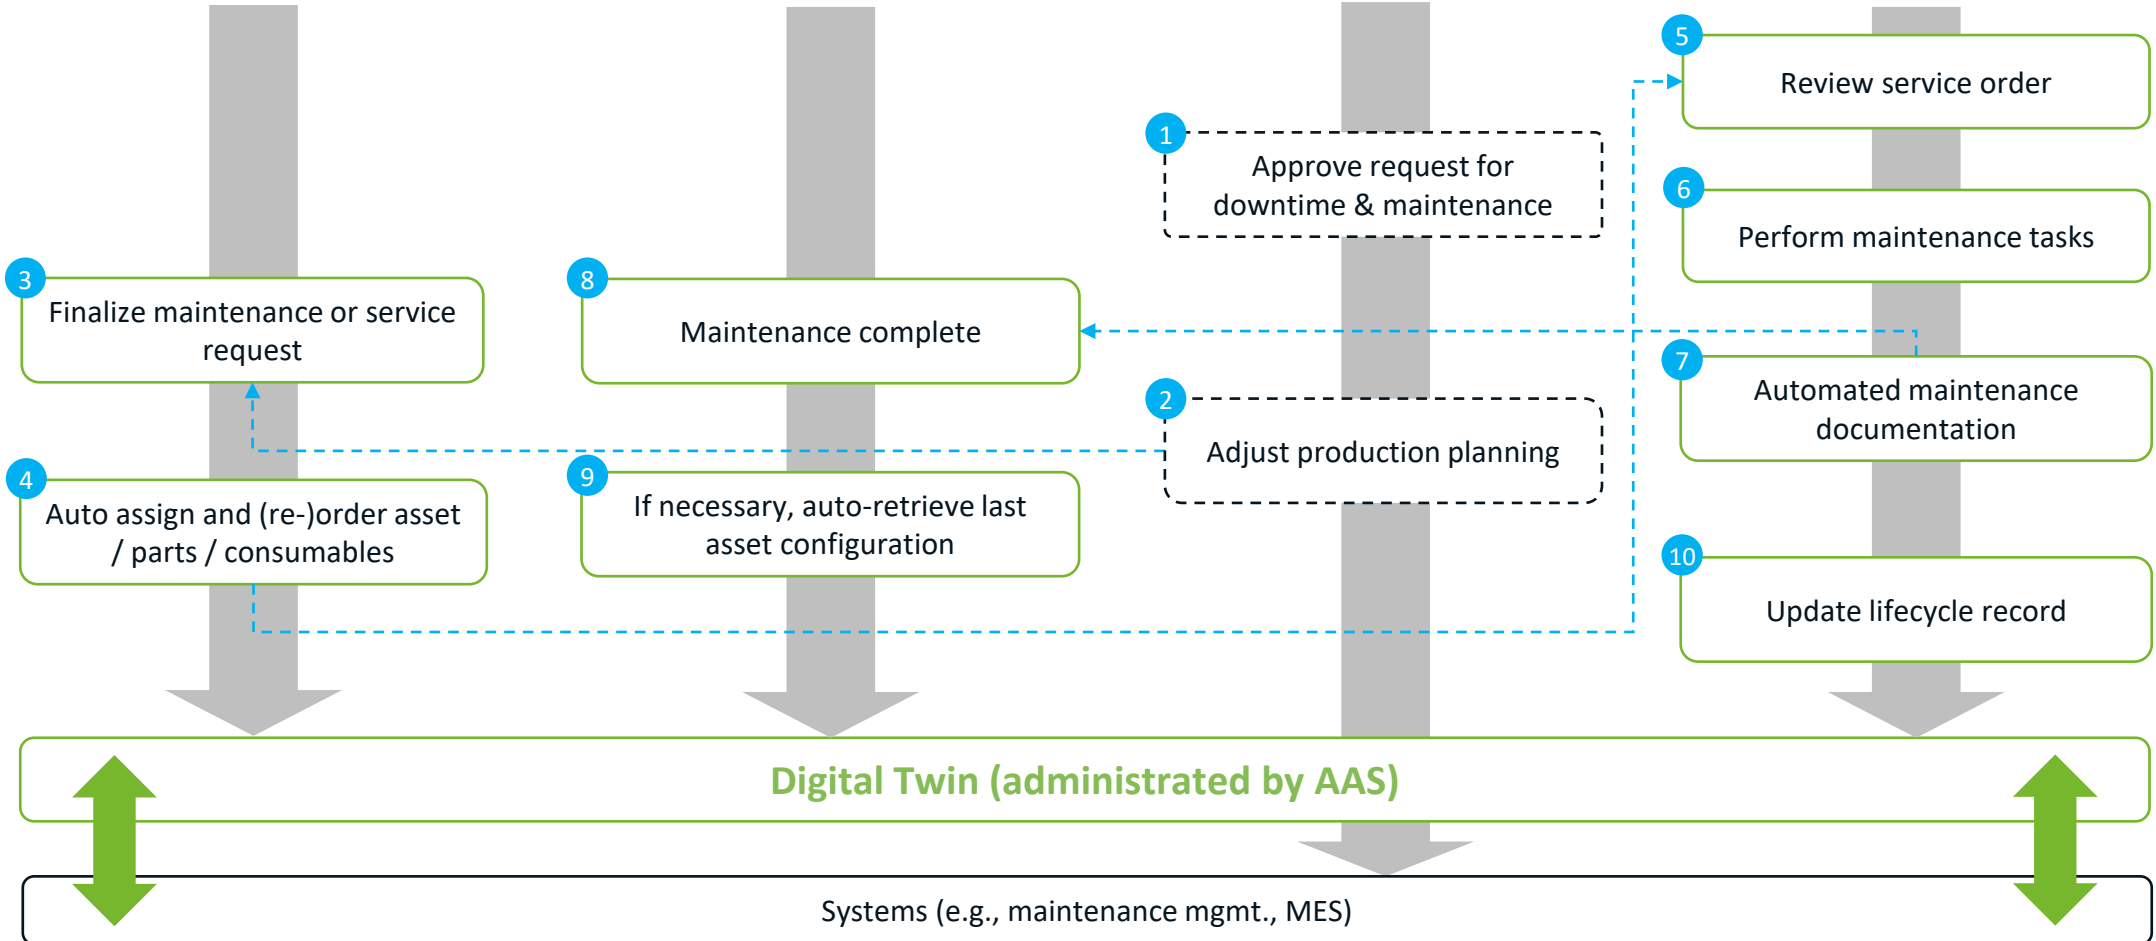 5
Review service order
1
Approve request for
downtime & maintenance
6
Perform maintenance tasks
3
Finalize maintenance or service
request
8
Maintenance complete
7
Automated maintenance
documentation
2
Adjust production planning
4
Auto assign and (re-)order asset
/ parts / consumables
9
If necessary, auto-retrieve last
asset configuration
10
Update lifecycle record
Digital Twin (administrated by AAS)
Systems (e.g., maintenance mgmt., MES)